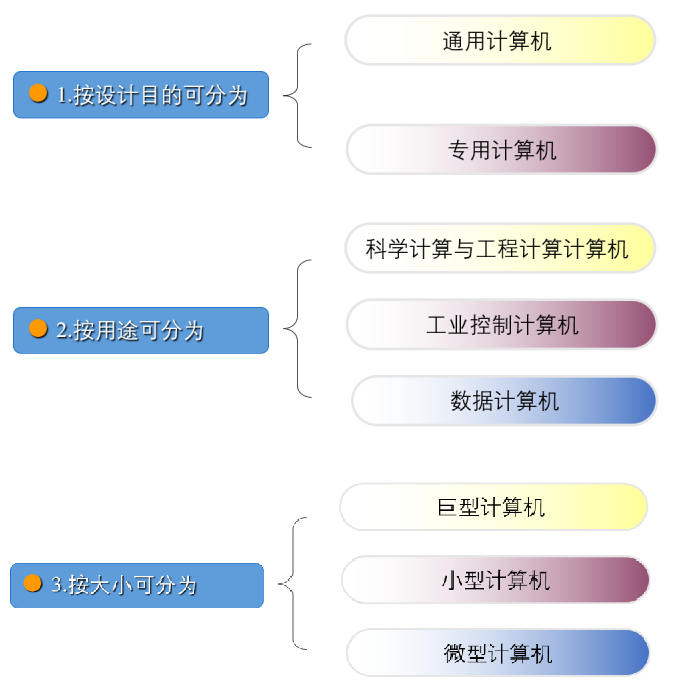 1.按设计目的可分为
通用计算机
专用计算机
2.按用途可分为
科学计算与工程计算计算机
工业控制计算机
数据计算机
3.按大小可分为
巨型计算机
小型计算机
微型计算机